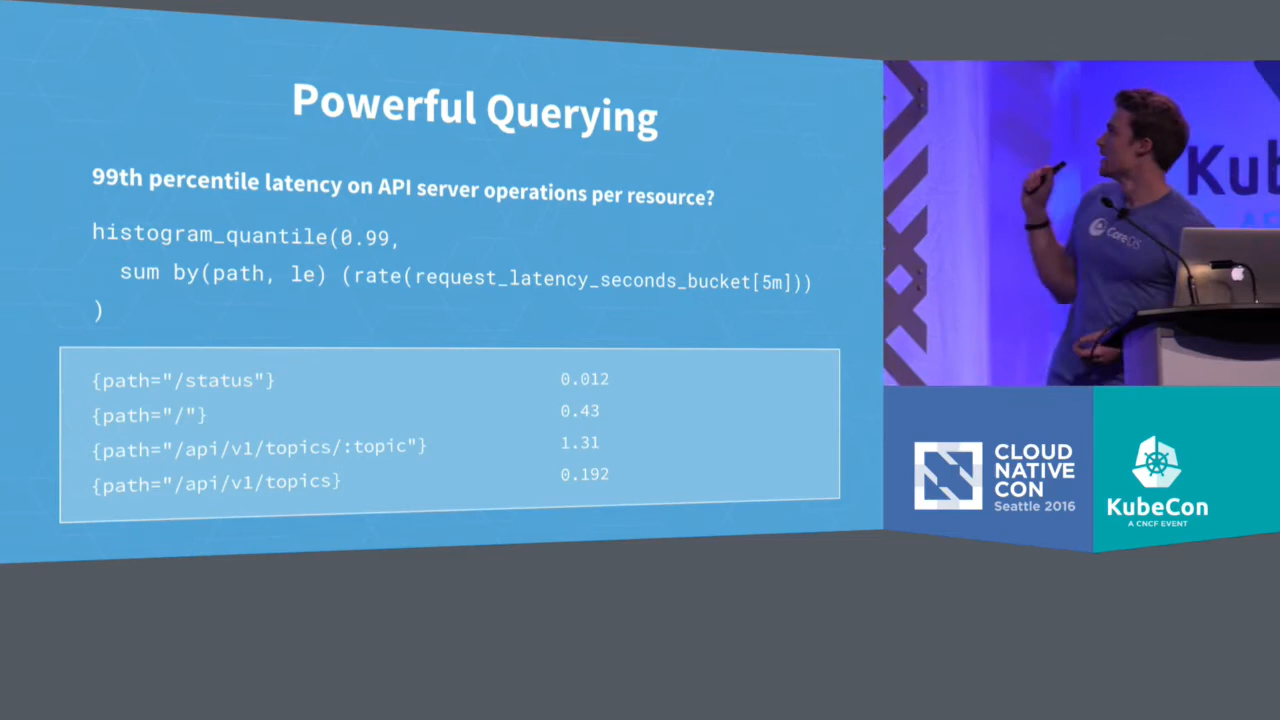 Powerful Querying
99th percentile latency on API server operations per resource?
histogram_quantile(0.99,
sum by(path, le) (rate(request_latency_seconds_bucket[5m]))
)
{path="/status"} 0.012
{path="/"} 0.43
{path="/api/v1/topics/:topic"} 1.31
{path="/api/v1/topics} 0.192
CoreOS
CLOUD
NATIVE
CON
Seattle 2016
KubeCon
A CNCF EVENT